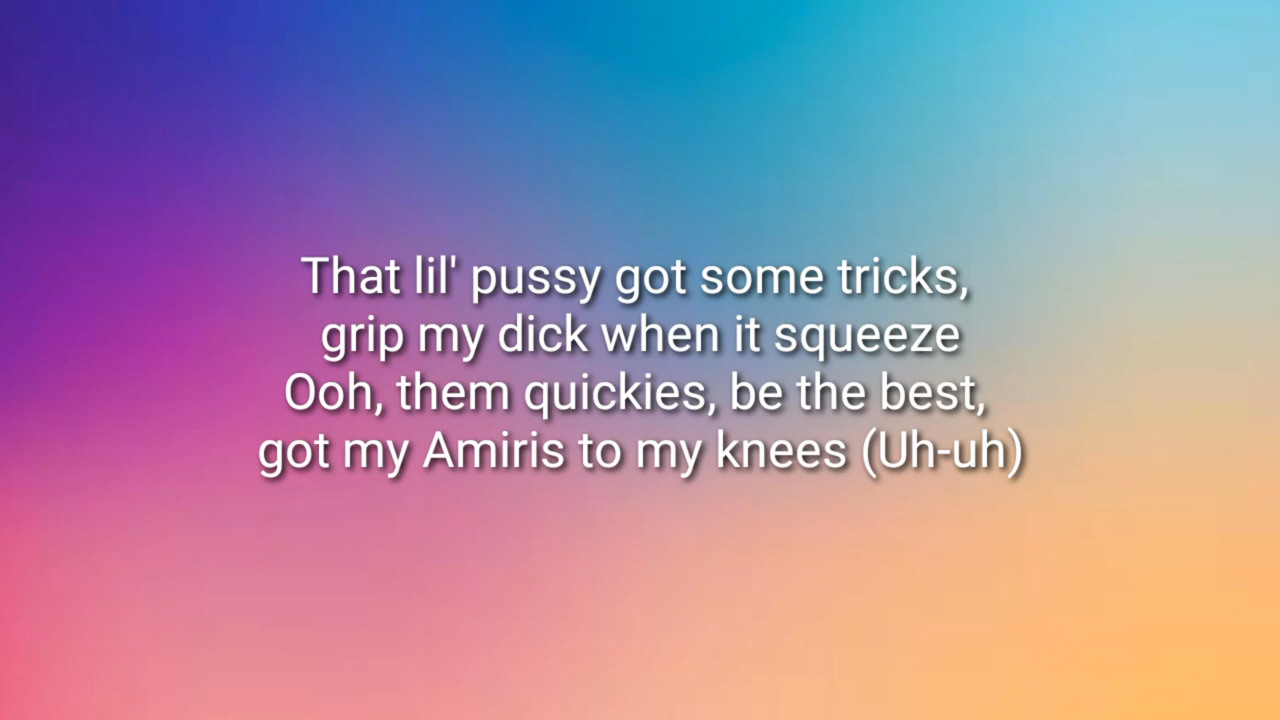 That lil' pussy got some tricks,
grip my dick when it squeeze
Ooh, them quickies, be the best,
got my Amiris to my knees (Uh-uh)